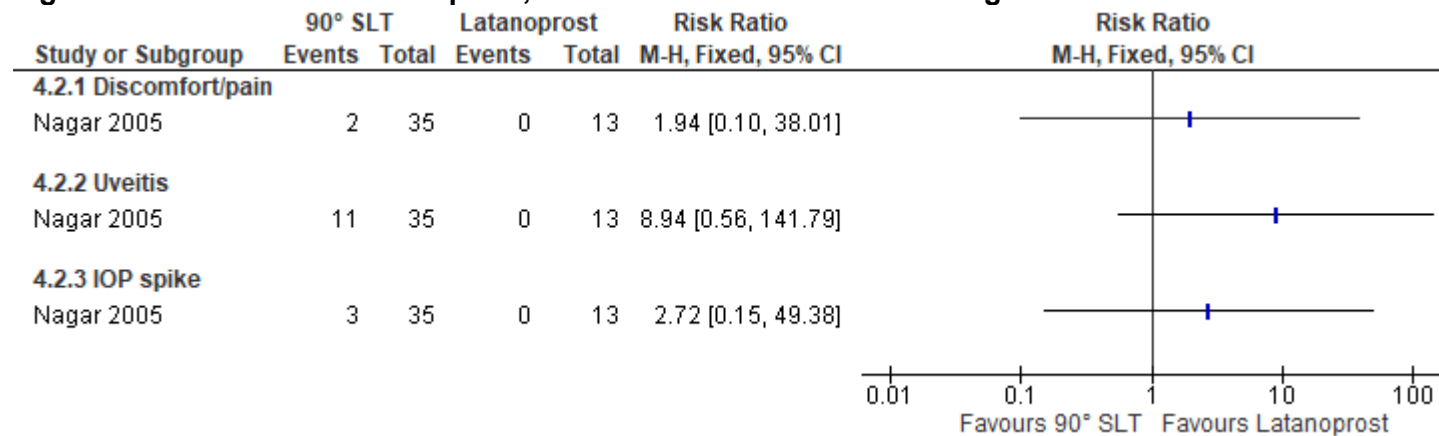 90° SLT Latanoprost Risk Ratio Risk Ratio
Study or Subgroup Events Total Events Total M-H, Fixed, 95% CI M-H, Fixed, 95% CI
4.2.1 Discomfort/pain
Nagar 2005 2 35 0 13 1.94 [0.10, 38.01]
4.2.2 Uveitis
Nagar 2005 11 35 0 13 8.94 [0.56, 141.79]
4.2.3 IOP spike
Nagar 2005 3 35 0 13 2.72 [0.15, 49.38]
0.01 0.1 1 10 100
Favours 90° SLT Favours Latanoprost